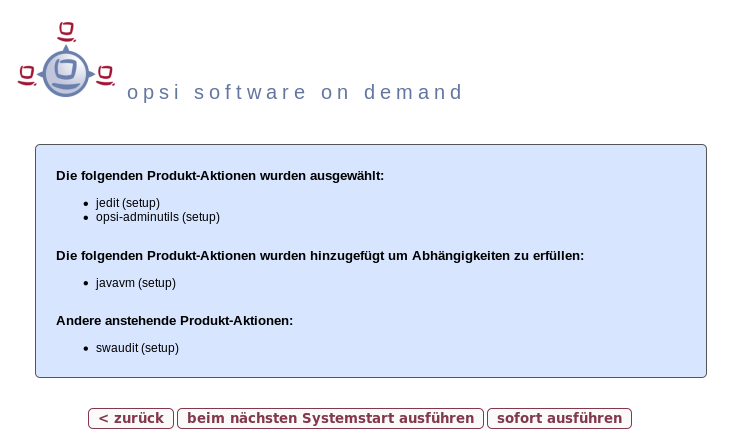 opsi software on demand
Die folgenden Produkt-Aktionen wurden ausgewählt:
jedit (setup)
opsi-adminutils (setup)
Die folgenden Produkt-Aktionen wurden hinzugefügt um Abhängigkeiten zu erfüllen:
javavm (setup)
Andere anstehende Produkt-Aktionen:
swaudit (setup)
< zurück beim nächsten Systemstart ausführen sofort ausführen